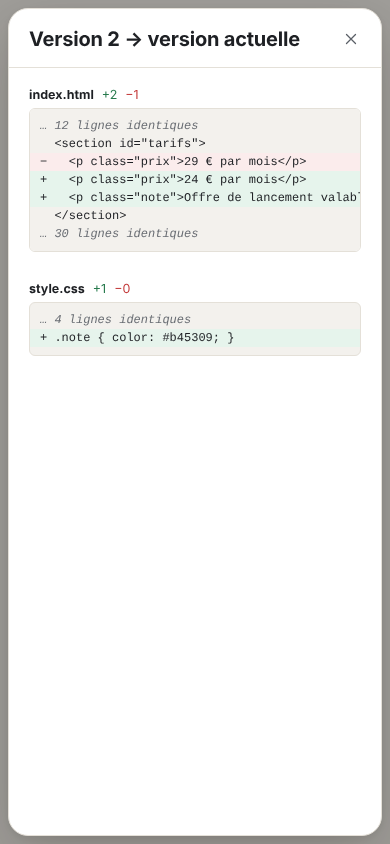 Version 2 → version actuelle
index.html +2 −1
… 12 lignes identiques
<section id="tarifs">
− <p class="prix">29 € par mois</p>
+ <p class="prix">24 € par mois</p>
+ <p class="note">Offre de lancement valabl
</section>
… 30 lignes identiques
style.css +1 −0
… 4 lignes identiques
+ .note { color: #b45309; }